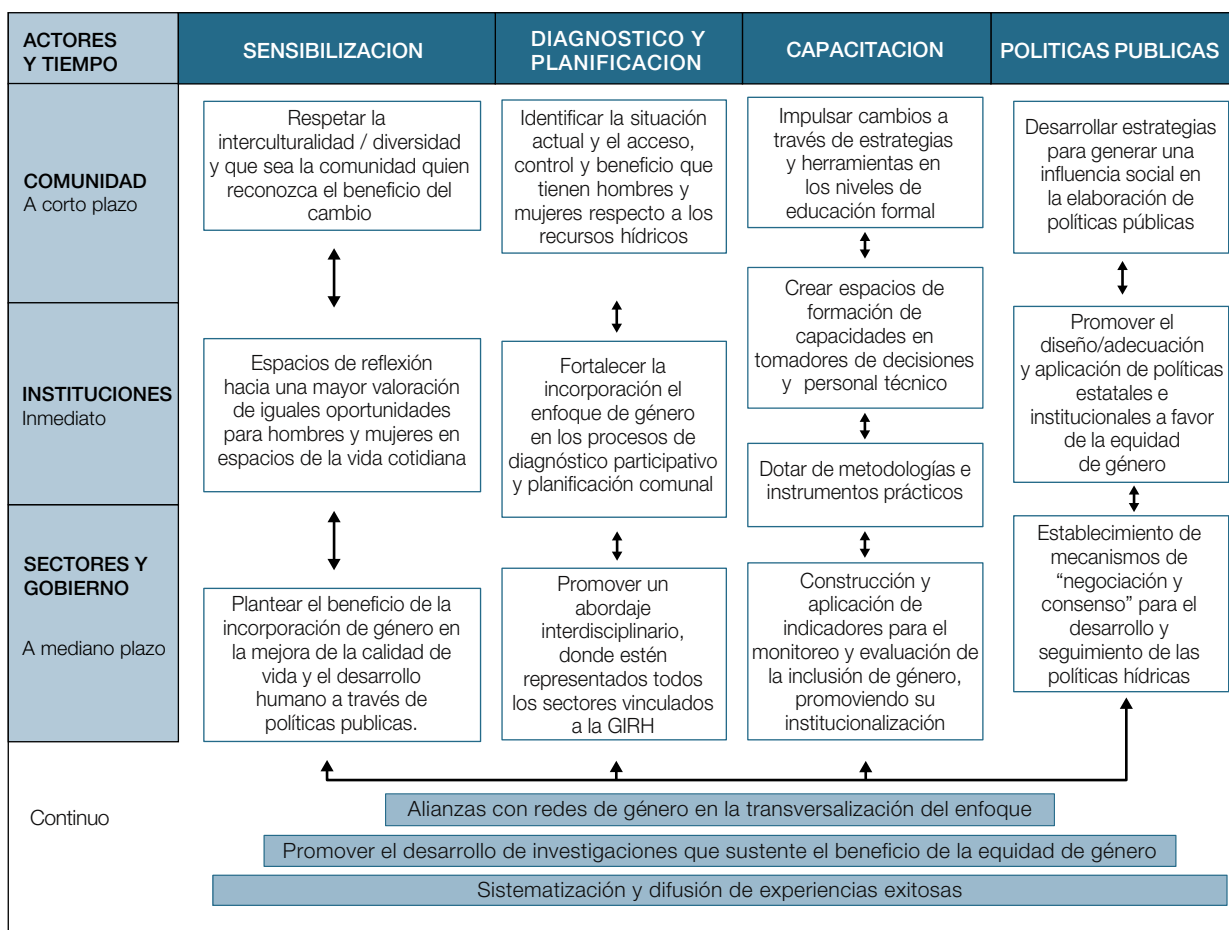 ACTORES
Y TIEMPO
SENSIBILIZACION
DIAGNOSTICO Y
PLANIFICACION
CAPACITACION
POLITICAS PUBLICAS
COMUNIDAD
A corto plazo
Respetar la
interculturalidad / diversidad
y que sea la comunidad quien
reconozca el beneficio del
cambio
Identificar la situación
actual y el acceso,
control y beneficio que
tienen hombres y
mujeres respecto a los
recursos hídricos
Impulsar cambios a
través de estrategias
y herramientas en
los niveles de
educación formal
Desarrollar estrategias
para generar una
influencia social en
la elaboración de
políticas públicas
INSTITUCIONES
Inmediato
Espacios de reflexión
hacia una mayor valoración
de iguales oportunidades
para hombres y mujeres en
espacios de la vida cotidiana
Fortalecer la
incorporación el
enfoque de género
en los procesos de
diagnóstico participativo
y planificación comunal
Crear espacios de
formación de
capacidades en
tomadores de decisiones
y personal técnico
Dotar de metodologías e
instrumentos prácticos
Promover el
diseño/adecuación
y aplicación de políticas
estatales e
institucionales a favor
de la equidad
de género
SECTORES Y
GOBIERNO
A mediano plazo
Plantear el beneficio de la
incorporación de género en
la mejora de la calidad de
vida y el desarrollo
humano a través de
políticas publicas.
Promover un
abordaje
interdisciplinario,
donde estén
representados todos
los sectores vinculados
a la GIRH
Construcción y
aplicación de
indicadores para el
monitoreo y evaluación de
la inclusión de género,
promoviendo su
institucionalización
Establecimiento de
mecanismos de
“negociación y
consenso” para el
desarrollo y
seguimiento de las
políticas hídricas
Continuo
Alianzas con redes de género en la transversalización del enfoque
Promover el desarrollo de investigaciones que sustente el beneficio de la equidad de género
Sistematización y difusión de experiencias exitosas